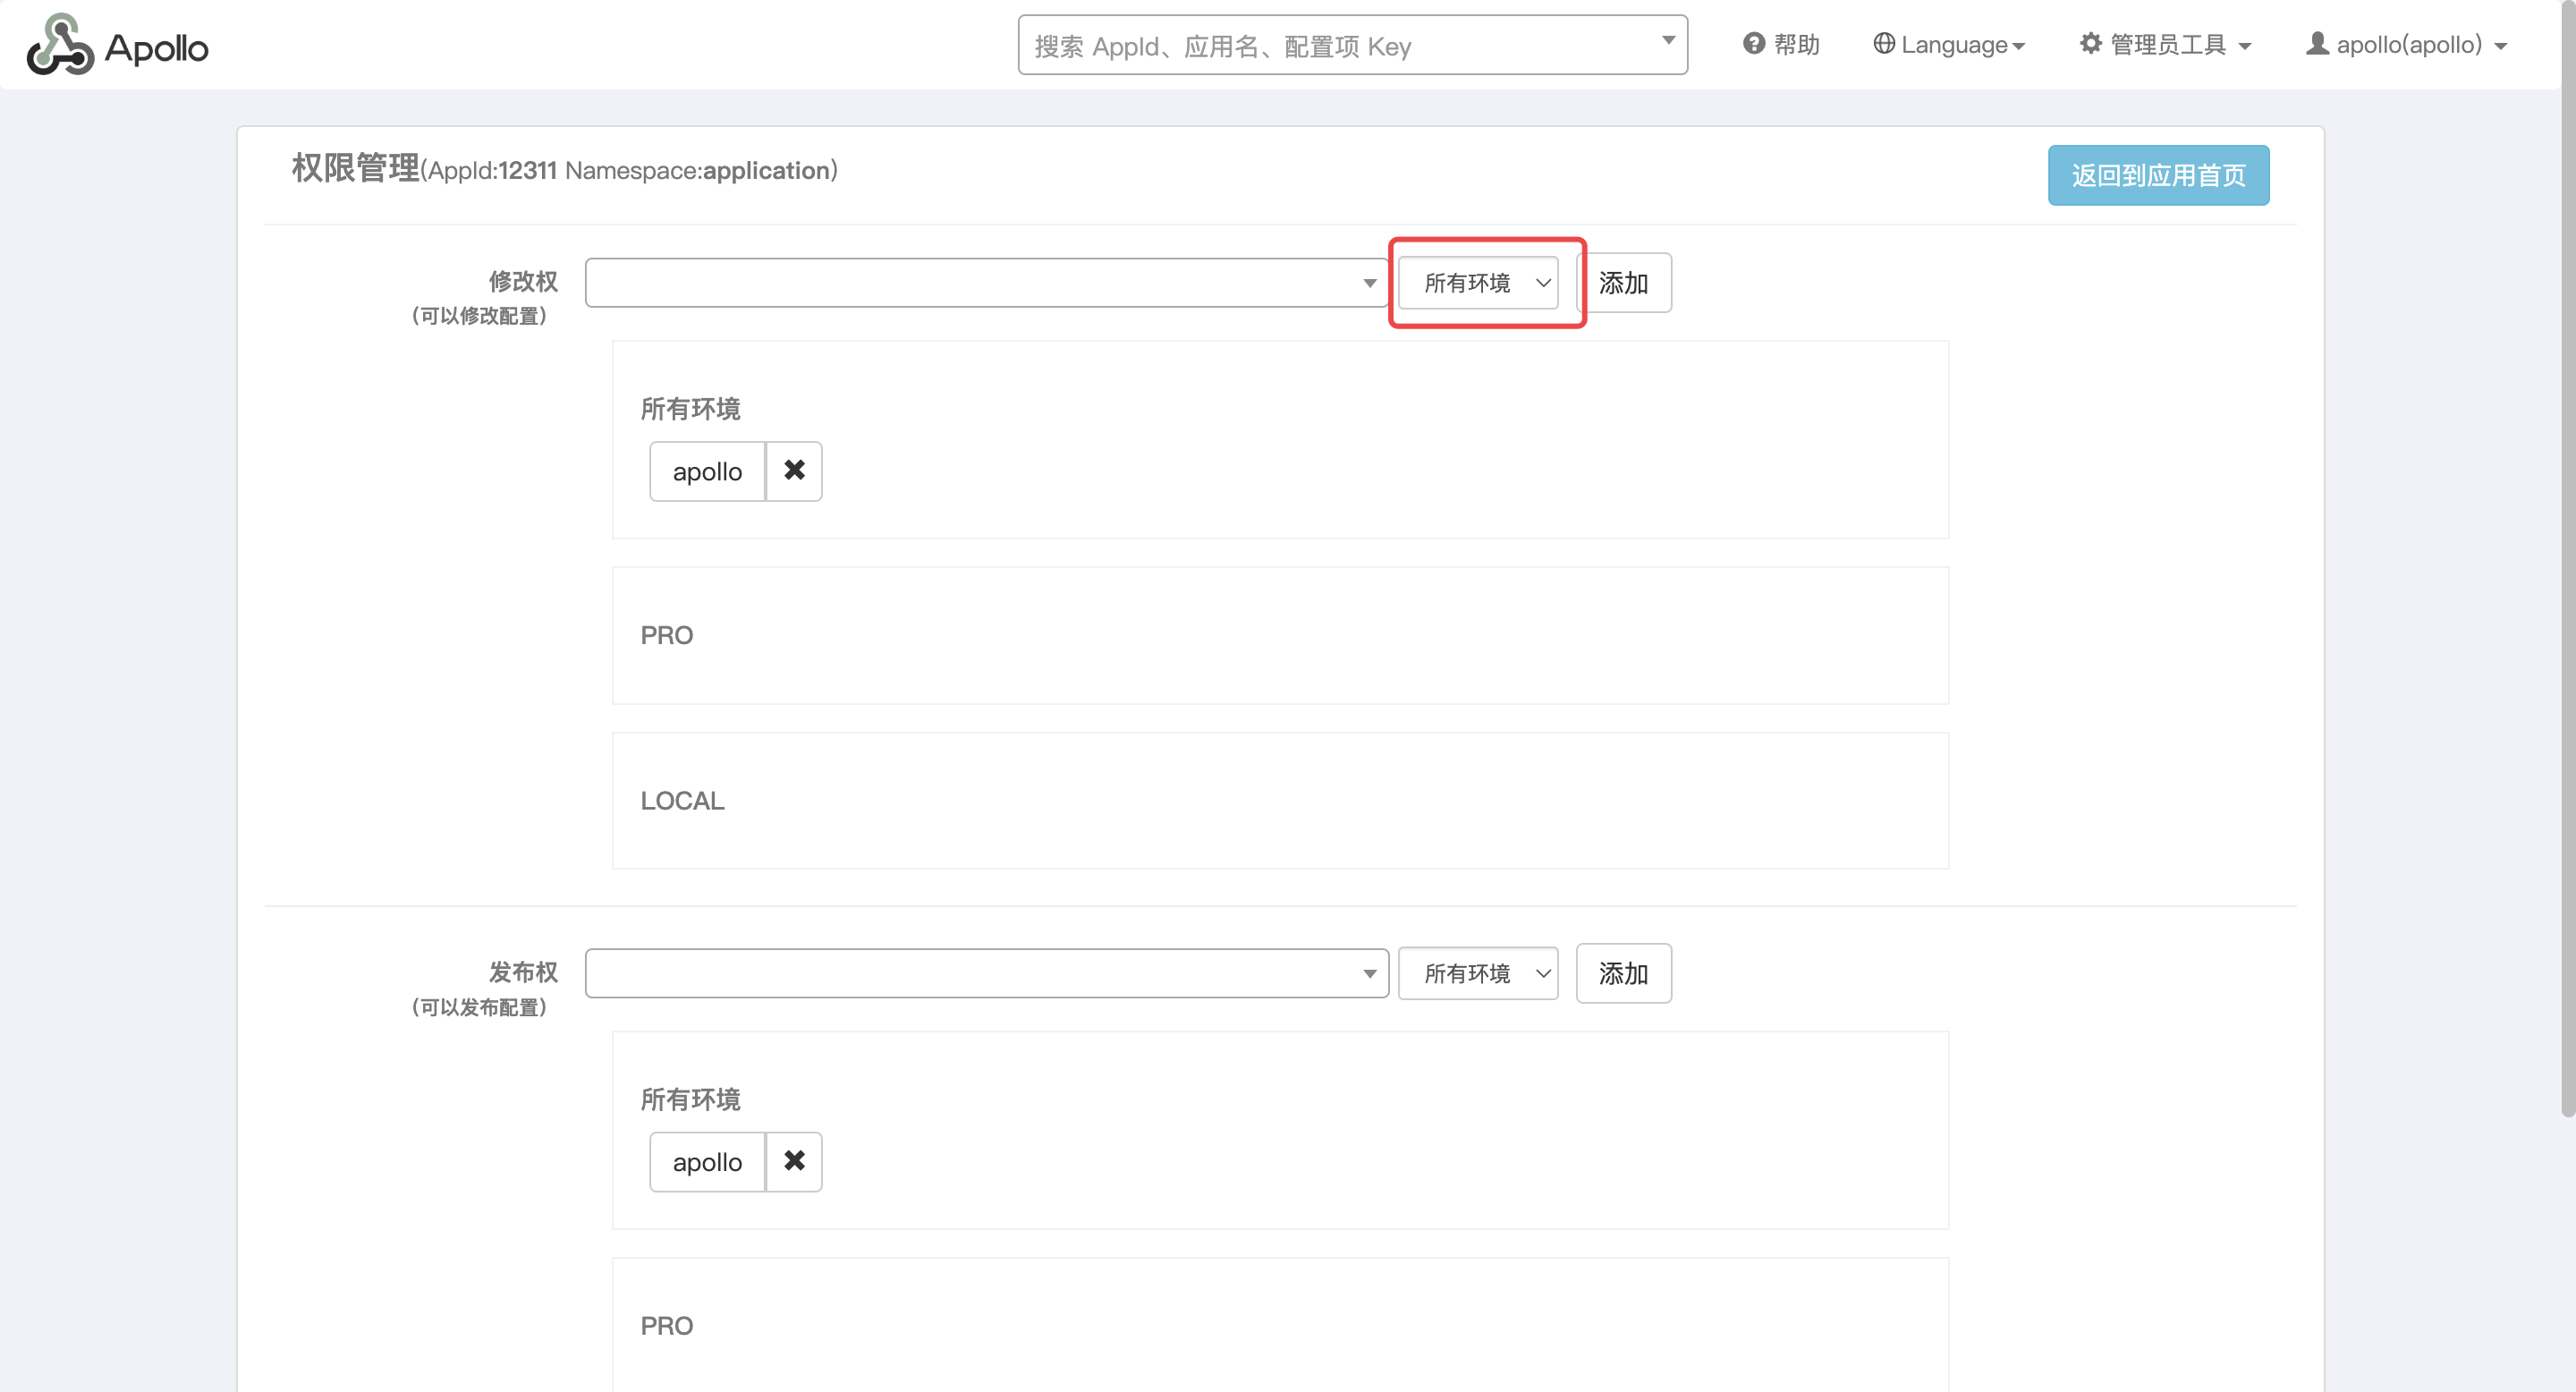 Apollo
搜索 AppId、应用名、配置项 Key
帮助
Language
管理员工具
apollo(apollo)
权限管理(AppId:12311 Namespace:application)
返回到应用首页
修改权
(可以修改配置)
所有环境
添加
所有环境
apollo
PRO
LOCAL
发布权
(可以发布配置)
所有环境
添加
所有环境
apollo
PRO